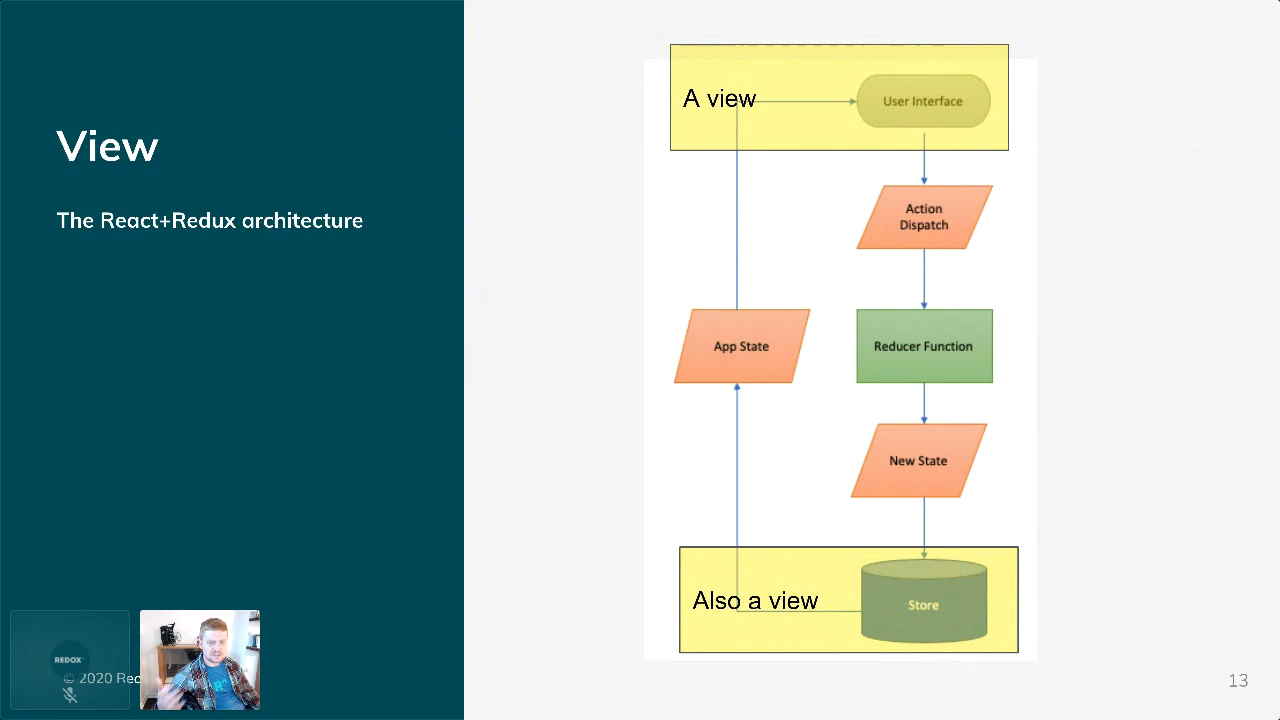 View
The React+Redux architecture
A view
User Interface
Action
Dispatch
App State
Reducer Function
New State
Also a view
Store
REDOX
© 2020
13